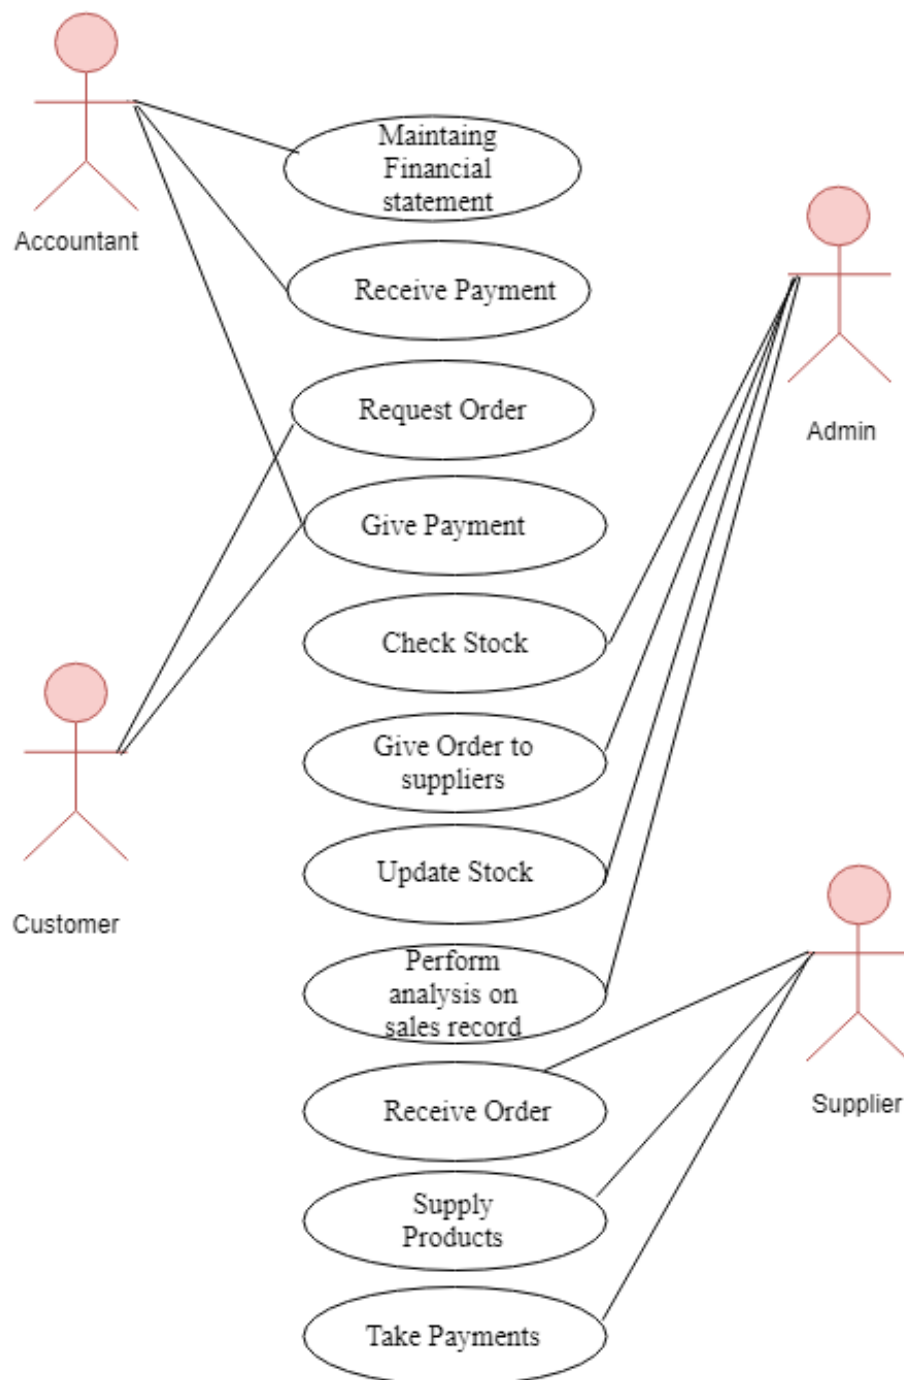 Maintaing
Financial
statement
Accountant
Receive Payment
Request Order
Admin
Give Payment
Check Stock
Give Order to
suppliers
Update Stock
Customer
Perform
analysis on
sales record
Receive Order
Supplier
Supply
Products
Take Payments